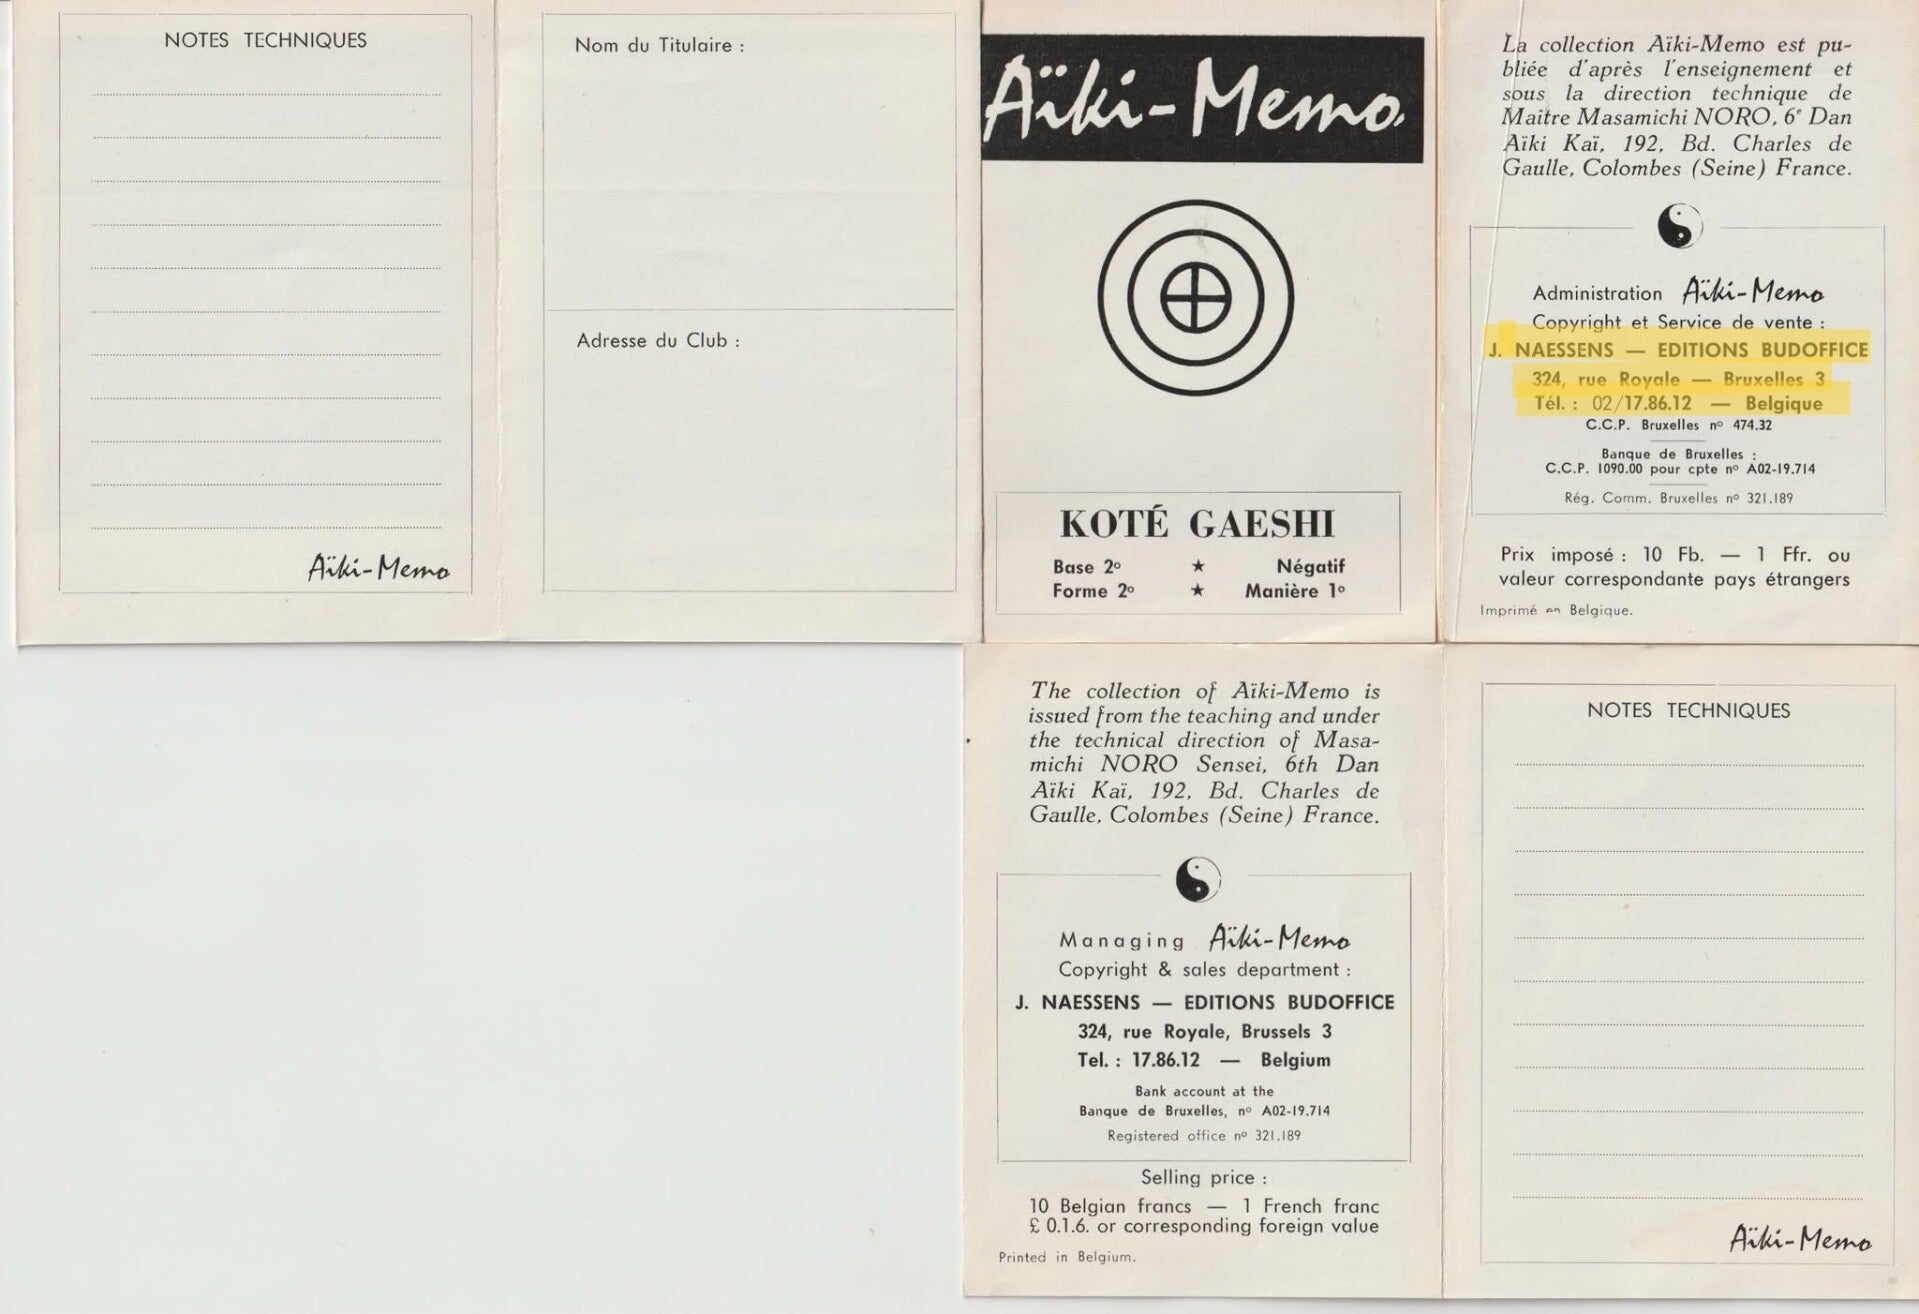 NOTES TECHNIQUES
Aïki-Memo
Nom du Titulaire :
Adresse du Club :
Aïki-Memo
KOTÉ GAESHI
Base 2º ★ Négatif
Forme 2º ★ Manière 1º
La collection Aïki-Memo est pu-
bliée d'après l'enseignement et
sous la direction technique de
Maître Masamichi NORO, 6e Dan
Aïki Kaï, 192, Bd. Charles de
Gaulle, Colombes (Seine) France.
Administration Aïki-Memo
Copyright et Service de vente :
J. NAESSENS — EDITIONS BUDOFFICE
324, rue Royale — Bruxelles 3
Tél. : 02/17.86.12 — Belgique
C.C.P. Bruxelles nº 474.32
Banque de Bruxelles :
C.C.P. 1090.00 pour cpte nº A02-19.714
Rég. Comm. Bruxelles nº 321.189
Prix imposé : 10 Fb. — 1 Ffr. ou
valeur correspondante pays étrangers
Imprimé en Belgique.
The collection of Aïki-Memo is
issued from the teaching and under
the technical direction of Masa-
michi NORO Sensei, 6th Dan
Aïki Kaï, 192, Bd. Charles de
Gaulle, Colombes (Seine) France.
Managing Aïki-Memo
Copyright & sales department :
J. NAESSENS — EDITIONS BUDOFFICE
324, rue Royale, Brussels 3
Tel. : 17.86.12 — Belgium
Bank account at the
Banque de Bruxelles, nº A02-19.714
Registered office nº 321.189
Selling price :
10 Belgian francs — 1 French franc
£ 0.1.6. or corresponding foreign value
Printed in Belgium.
NOTES TECHNIQUES
Aïki-Memo